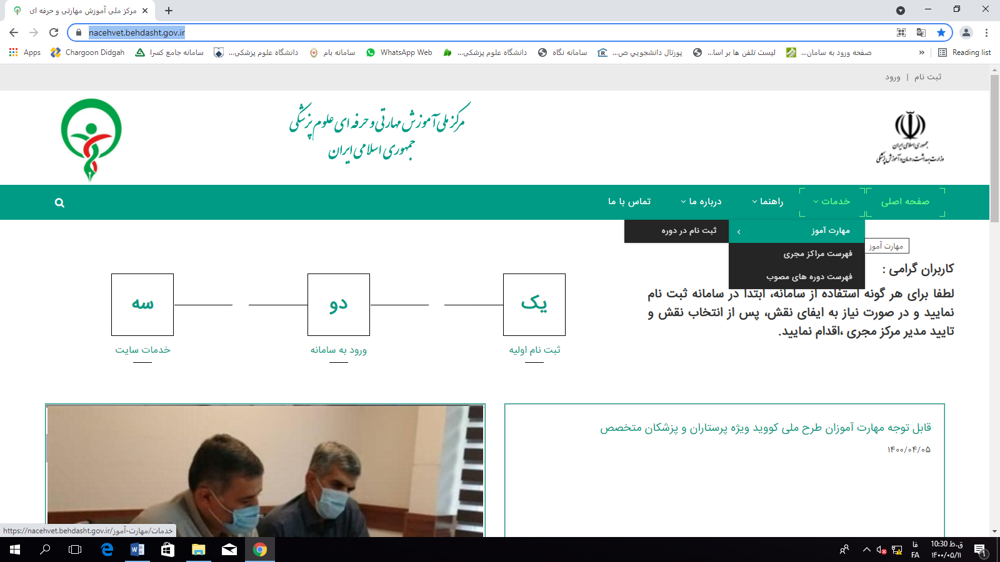 مرکز ملی آموزش مهارتی و حرفه ای
nacehvet.behdasht.gov.ir
Apps
Chargoon Didgah
سامانه جامع کسرا
دانشگاه علوم پزشکی...
سامانه بام
WhatsApp Web
دانشگاه علوم پزشکی...
سامانه نگاه
پورتال دانشجویي ص...
لیست تلفن ها بر اسا...
صفحه ورود به سامان...
»
Reading list
ثبت نام | ورود
مرکز ملی آموزش مهارتی و حرفه ای علوم پزشکی
جمهوری اسلامی ایران
جمهوری اسلامی ایران
وزارت بهداشت، درمان و آموزش پزشکی
صفحه اصلی
خدمات
راهنما
درباره ما
تماس با ما
مهارت آموز
ثبت نام در دوره
مهارت آموز
فهرست مراکز مجری
فهرست دوره های مصوب
کاربران گرامی :
لطفا برای هر گونه استفاده از سامانه، ابتدا در سامانه ثبت نام
نمایید و در صورت نیاز به ایفای نقش، پس از انتخاب نقش و
تایید مدیر مرکز مجری ،اقدام نمایید.
یک
دو
سه
ثبت نام اولیه
ورود به سامانه
خدمات سایت
قابل توجه مهارت آموزان طرح ملی کووید ویژه پرستاران و پزشکان متخصص
۱۴۰۰/۰۴/۰۵
https://nacehvet.behdasht.gov.ir/خدمات/مهارت-آموز
فا
FA
10:30 ق.ظ
۱۴۰۰/۰۵/۱۱
۱